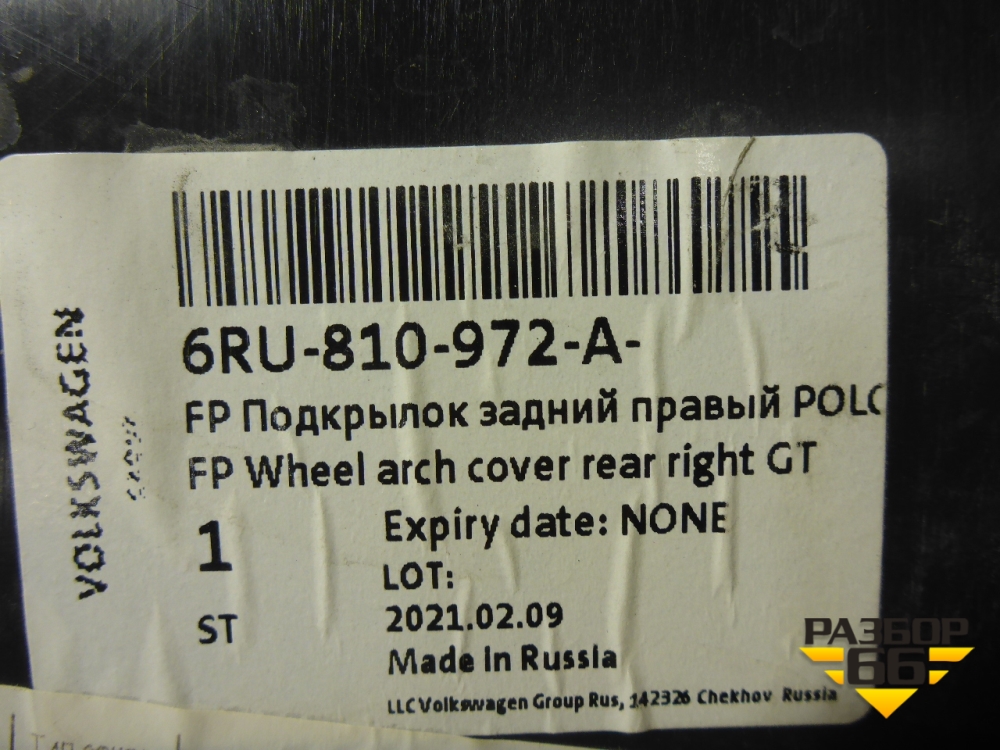 VOLKSWAGEN
6RU-810-972-A-
FP Подкрылок задний правый POLO
FP Wheel arch cover rear right GT
1
ST
Expiry date: NONE
LOT:
2021.02.09
Made in Russia
LLC Volkswagen Group Rus, 142326 Chekhov Russia
РАЗБОР
66